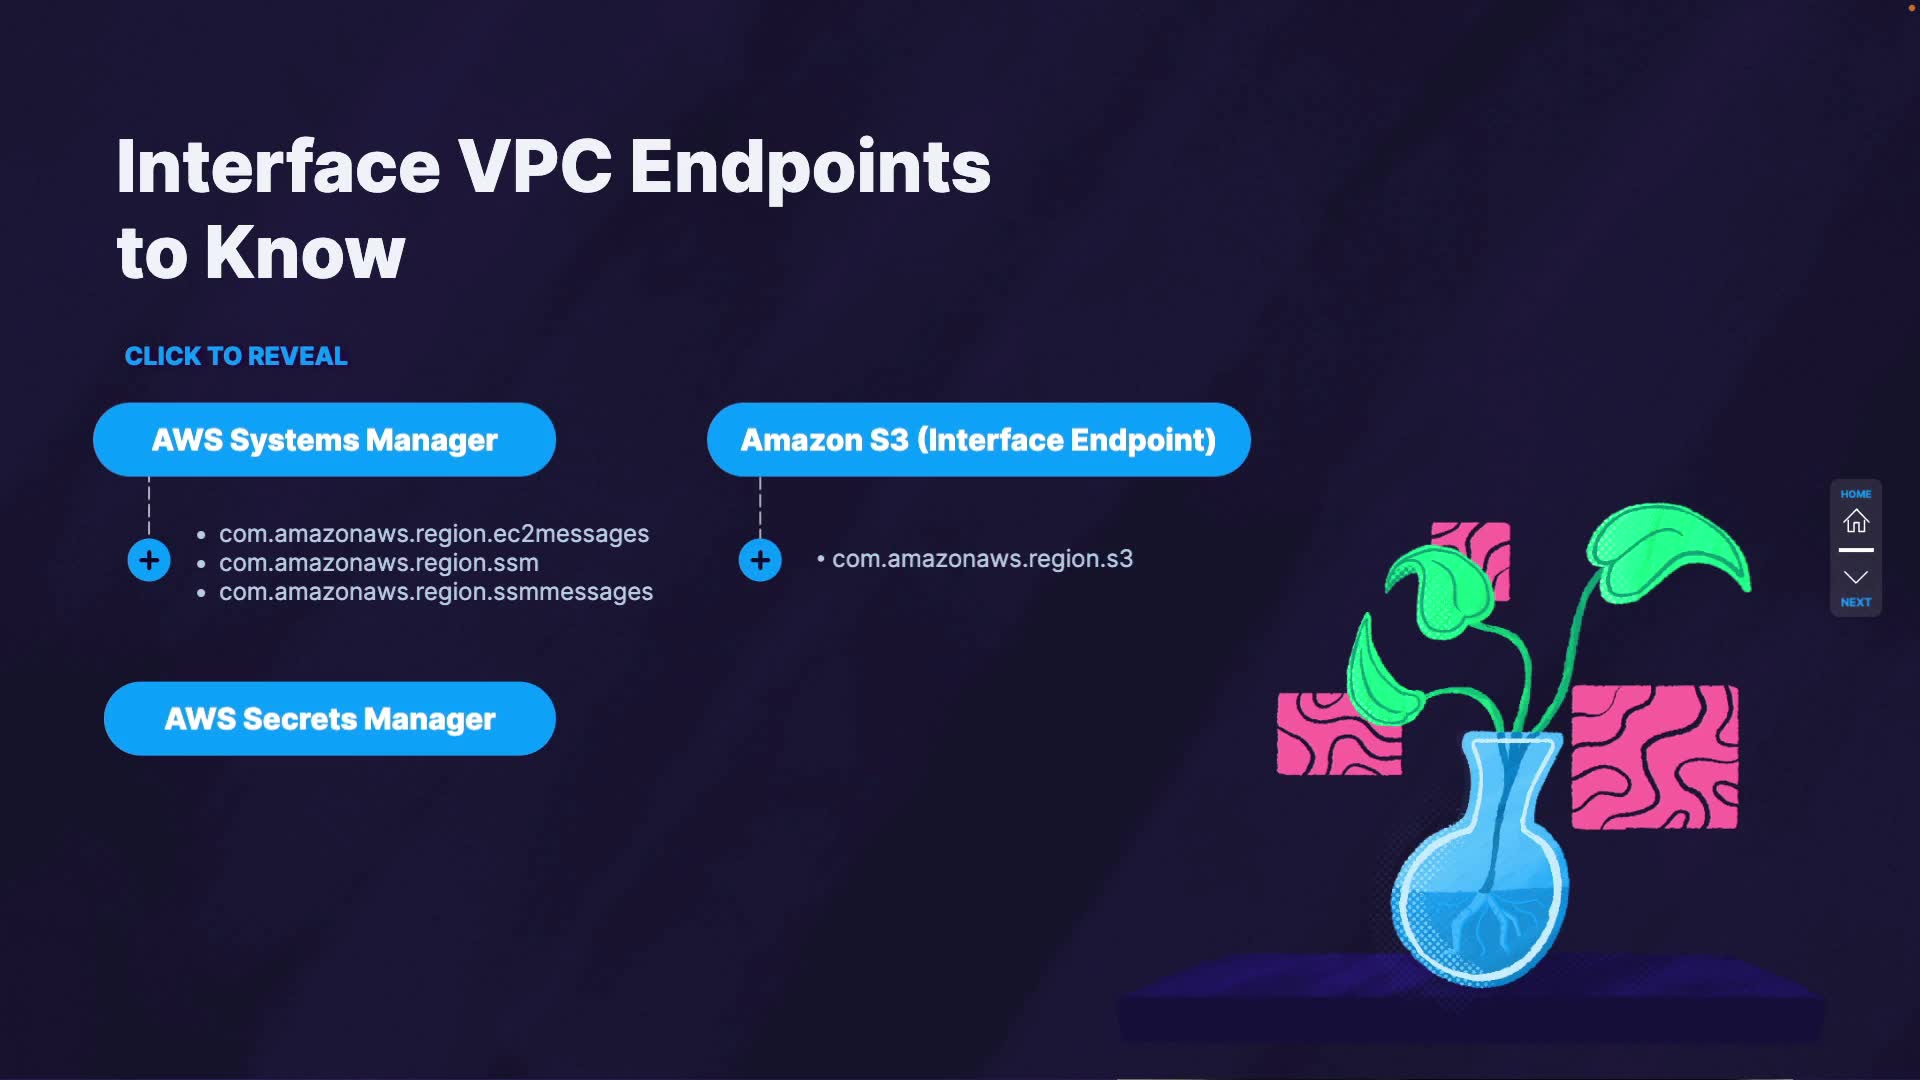 Interface VPC Endpoints
to Know
CLICK TO REVEAL
AWS Systems Manager
• com.amazonaws.region.ec2messages
• com.amazonaws.region.ssm
• com.amazonaws.region.ssmmessages
Amazon S3 (Interface Endpoint)
• com.amazonaws.region.s3
AWS Secrets Manager
HOME
NEXT